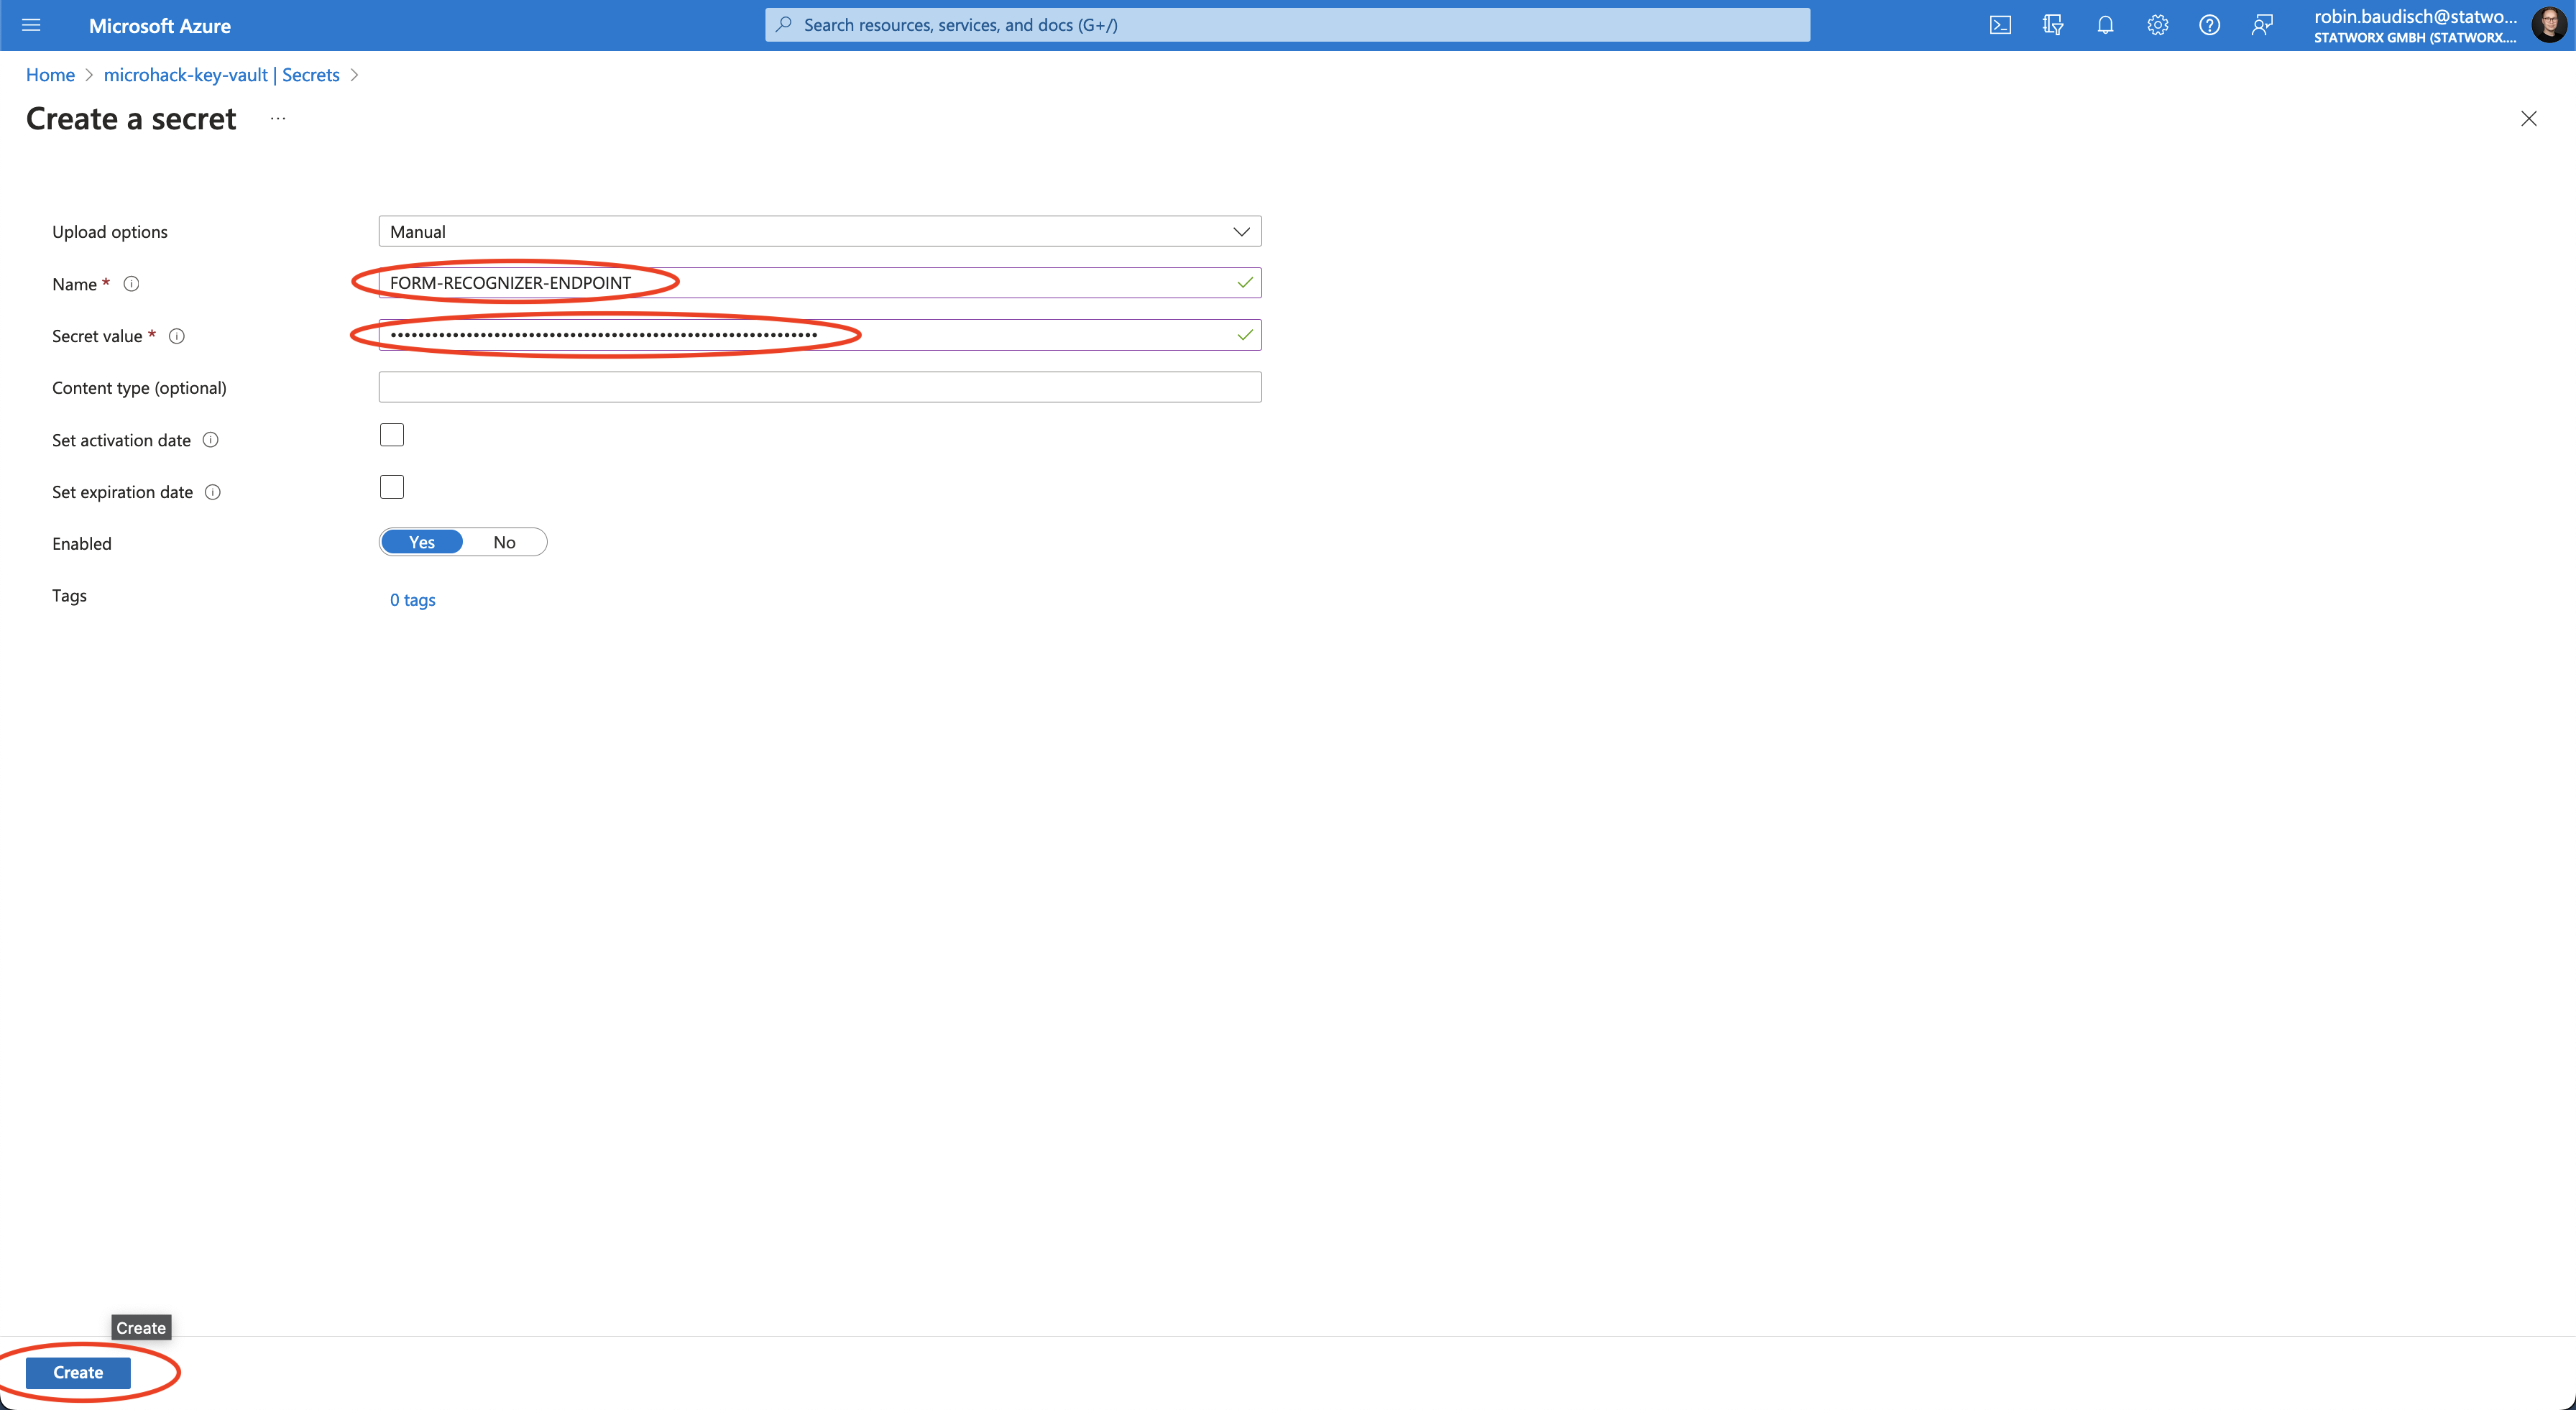 Microsoft Azure
Search resources, services, and docs (G+/)
robin.baudisch@statwo...
STATWORX GMBH (STATWORX....
Home > microhack-key-vault | Secrets >
Create a secret ...
Upload options
Manual
Name *
FORM-RECOGNIZER-ENDPOINT
Secret value *
••••••••••••••••••••••••••••••••••••••••••••••••••••••••••••••
Content type (optional)
Set activation date
Set expiration date
Enabled
Yes No
Tags
0 tags
Create
Create